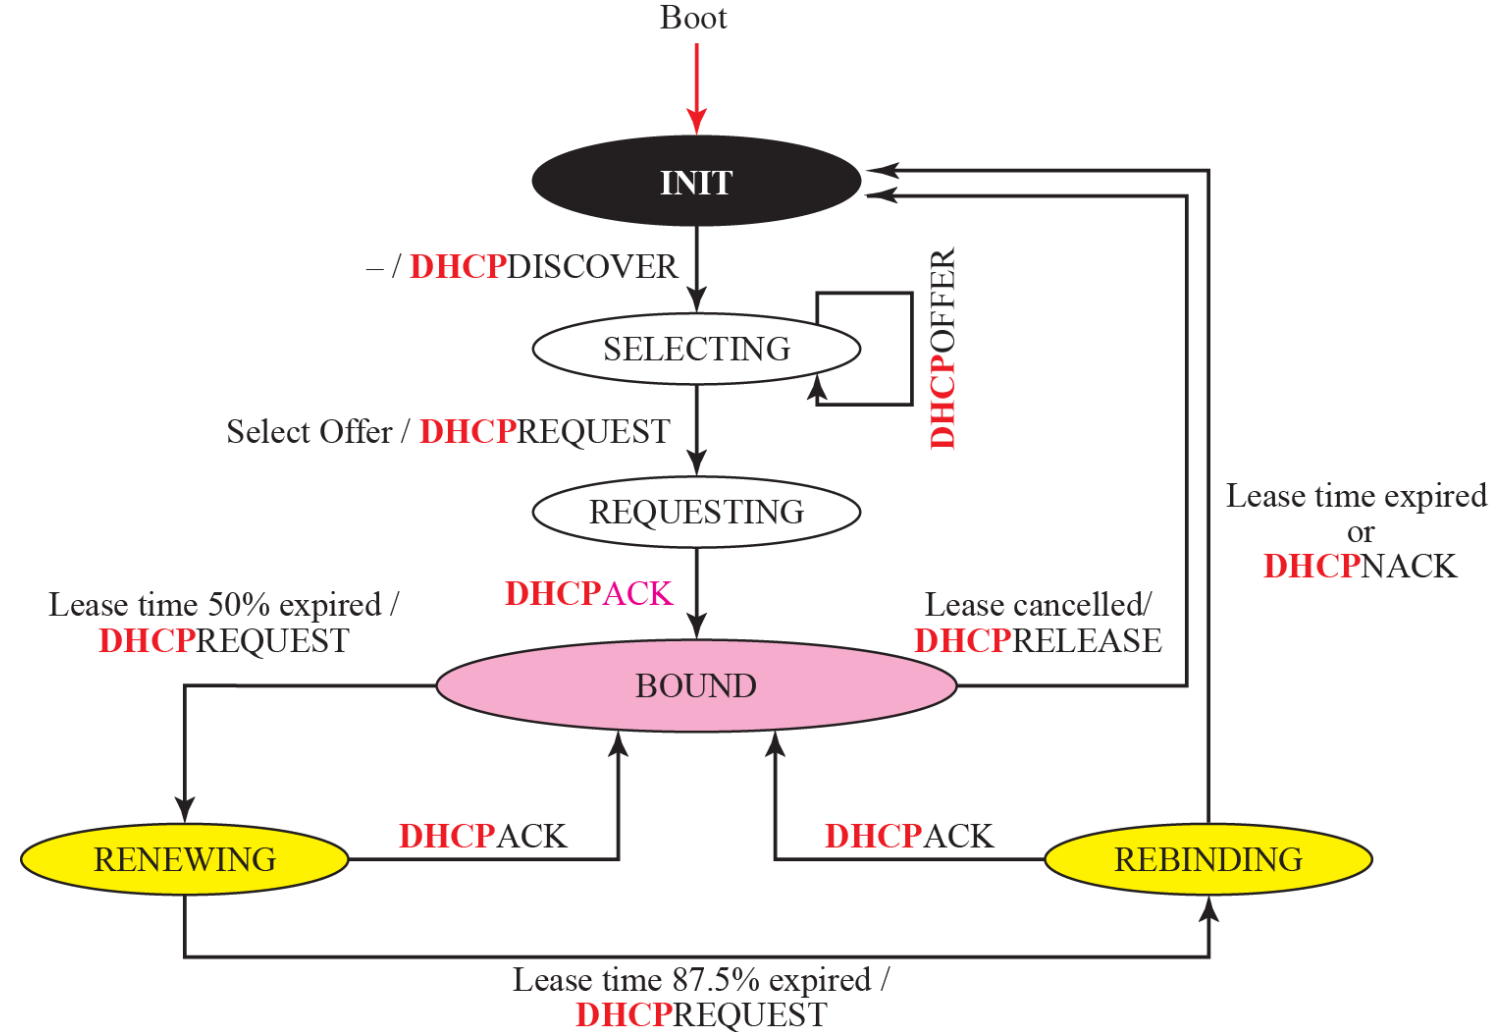 Boot
INIT
– / DHCPDISCOVER
DHCPOFFER
SELECTING
Select Offer / DHCPREQUEST
REQUESTING
Lease time expired
or
DHCPNACK
DHCPACK
Lease time 50% expired /
DHCPREQUEST
Lease cancelled/
DHCPRELEASE
BOUND
DHCPACK
DHCPACK
RENEWING
REBINDING
Lease time 87.5% expired /
DHCPREQUEST